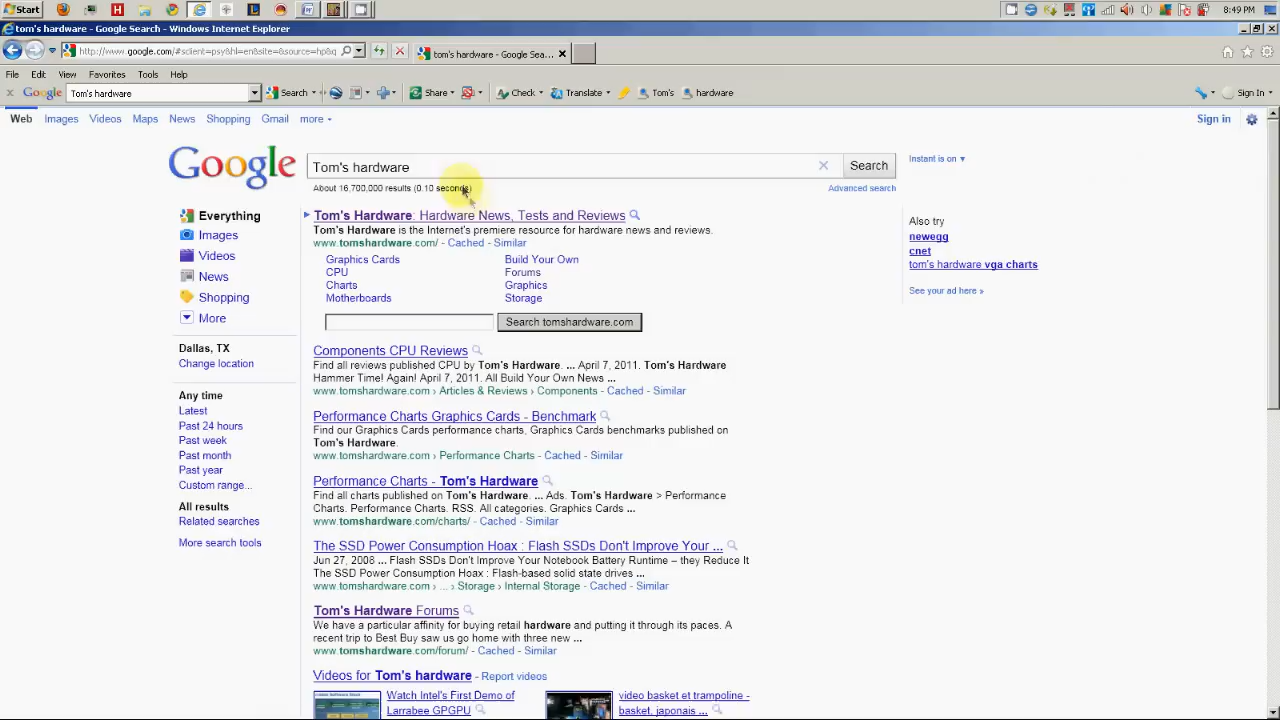 Start
8:49 PM
tom's hardware - Google Search - Windows Internet Explorer
http://www.google.com/#sclient=psy&hl=en&site=&source=hp&q
tom's hardware - Google Sea...
File Edit View Favorites Tools Help
x Google Tom's hardware Search Share Check Translate Tom's hardware Sign In
Web Images Videos Maps News Shopping Gmail more
Sign in
Google
Tom's hardware
Search
Instant is on
About 16,700,000 results (0.10 seconds)
Advanced search
Everything
Images
Videos
News
Shopping
More
Dallas, TX
Change location
Any time
Latest
Past 24 hours
Past week
Past month
Past year
Custom range...
All results
Related searches
More search tools
Tom's Hardware: Hardware News, Tests and Reviews
Tom's Hardware is the Internet's premiere resource for hardware news and reviews.
www.tomshardware.com/ - Cached - Similar
Graphics Cards Build Your Own
CPU Forums
Charts Graphics
Motherboards Storage
Search tomshardware.com
Components CPU Reviews
Find all reviews published CPU by Tom's Hardware. ... April 7, 2011. Tom's Hardware
Hammer Time! Again! April 7, 2011. All Build Your Own News ...
www.tomshardware.com › Articles & Reviews › Components - Cached - Similar
Performance Charts Graphics Cards - Benchmark
Find our Graphics Cards performance charts, Graphics Cards benchmarks published on
Tom's Hardware.
www.tomshardware.com › Performance Charts - Cached - Similar
Performance Charts - Tom's Hardware
Find all charts published on Tom's Hardware. ... Ads. Tom's Hardware > Performance
Charts. Performance Charts. RSS. All categories. Graphics Cards ...
www.tomshardware.com/charts/ - Cached - Similar
The SSD Power Consumption Hoax : Flash SSDs Don't Improve Your ...
Jun 27, 2008 ... Flash SSDs Don't Improve Your Notebook Battery Runtime – they Reduce It
The SSD Power Consumption Hoax : Flash-based solid state drives ...
www.tomshardware.com › ... › Storage › Internal Storage - Cached - Similar
Tom's Hardware Forums
We have a particular affinity for buying retail hardware and putting it through its paces. A
recent trip to Best Buy saw us go home with three new ...
www.tomshardware.com/forum/ - Cached - Similar
Videos for Tom's hardware - Report videos
Watch Intel's First Demo of
Larrabee GPGPU
video basket et trampoline -
basket, japonais ...
Also try
newegg
cnet
tom's hardware vga charts
See your ad here »